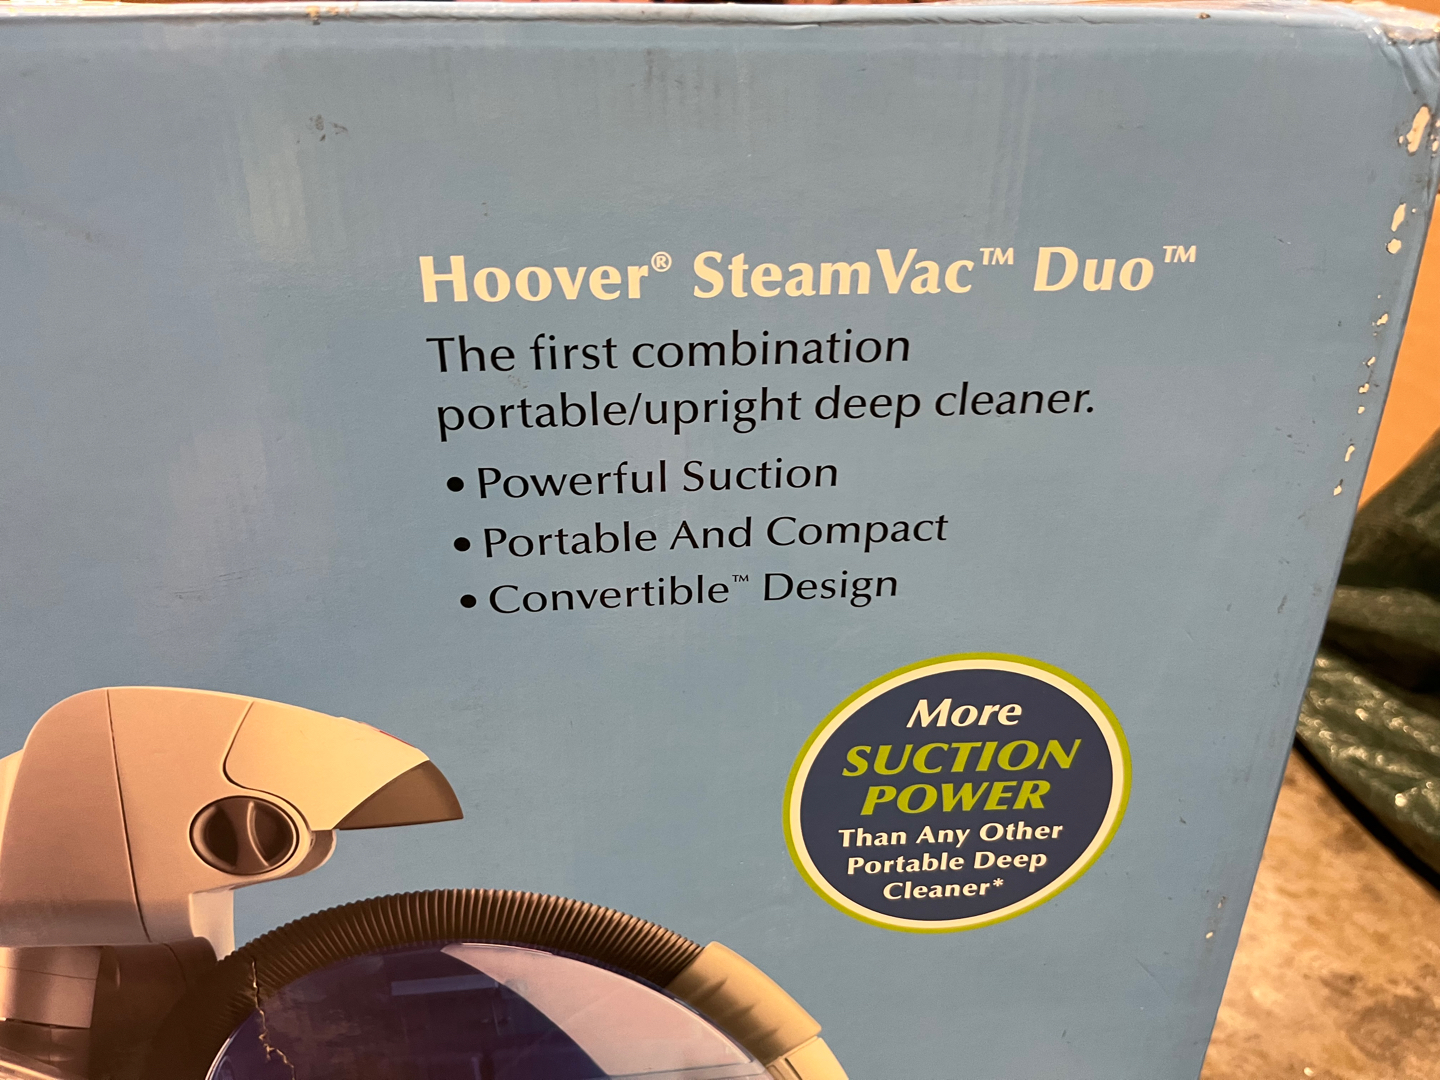 Hoover® SteamVac™ Duo™
The first combination
portable/upright deep cleaner.
• Powerful Suction
• Portable And Compact
• Convertible™ Design
More
SUCTION
POWER
Than Any Other
Portable Deep
Cleaner*